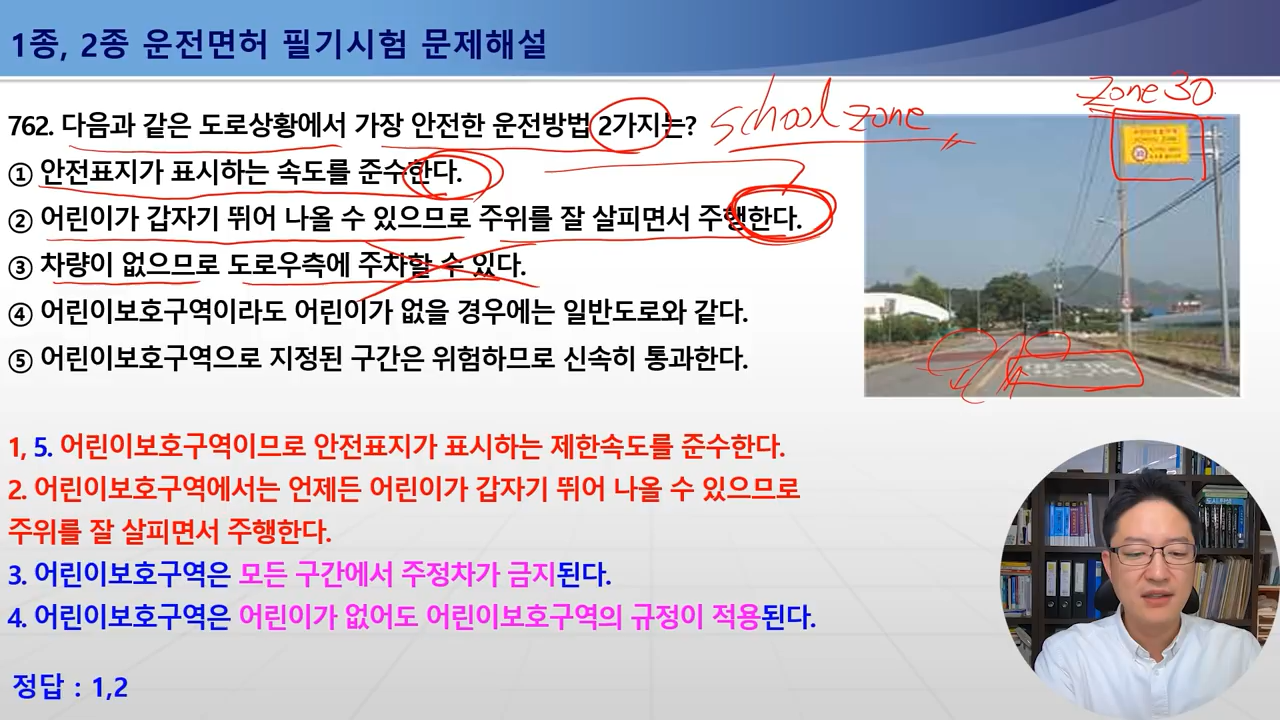 1종, 2종 운전면허 필기시험 문제해설
762. 다음과 같은 도로상황에서 가장 안전한 운전방법 2가지는?
school zone
zone 30
① 안전표지가 표시하는 속도를 준수한다.
② 어린이가 갑자기 뛰어 나올 수 있으므로 주위를 잘 살피면서 주행한다.
③ 차량이 없으므로 도로우측에 주차할 수 있다.
④ 어린이보호구역이라도 어린이가 없을 경우에는 일반도로와 같다.
⑤ 어린이보호구역으로 지정된 구간은 위험하므로 신속히 통과한다.
SCHOOL ZONE
30
1, 5. 어린이보호구역이므로 안전표지가 표시하는 제한속도를 준수한다.
2. 어린이보호구역에서는 언제든 어린이가 갑자기 뛰어 나올 수 있으므로
주위를 잘 살피면서 주행한다.
3. 어린이보호구역은 모든 구간에서 주정차가 금지된다.
4. 어린이보호구역은 어린이가 없어도 어린이보호구역의 규정이 적용된다.
정답 : 1,2